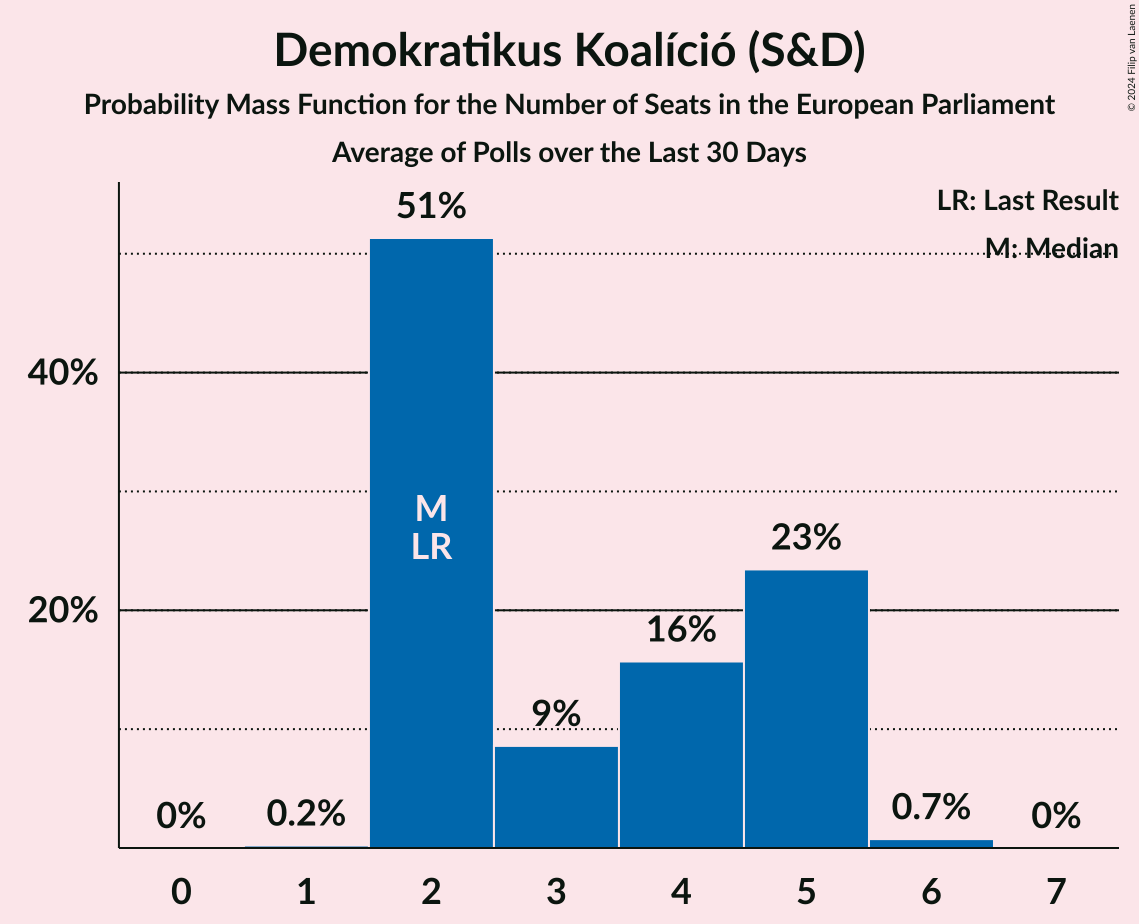 Demokratikus Koalíció (S&D)
Probability Mass Function for the Number of Seats in the European Parliament
Average of Polls over the Last 30 Days
© 2024 Filip van Laenen
LR: Last Result
M: Median
51%
40%
M
LR
23%
20%
16%
9%
0%
0.2%
0.7%
0%
0 1 2 3 4 5 6 7